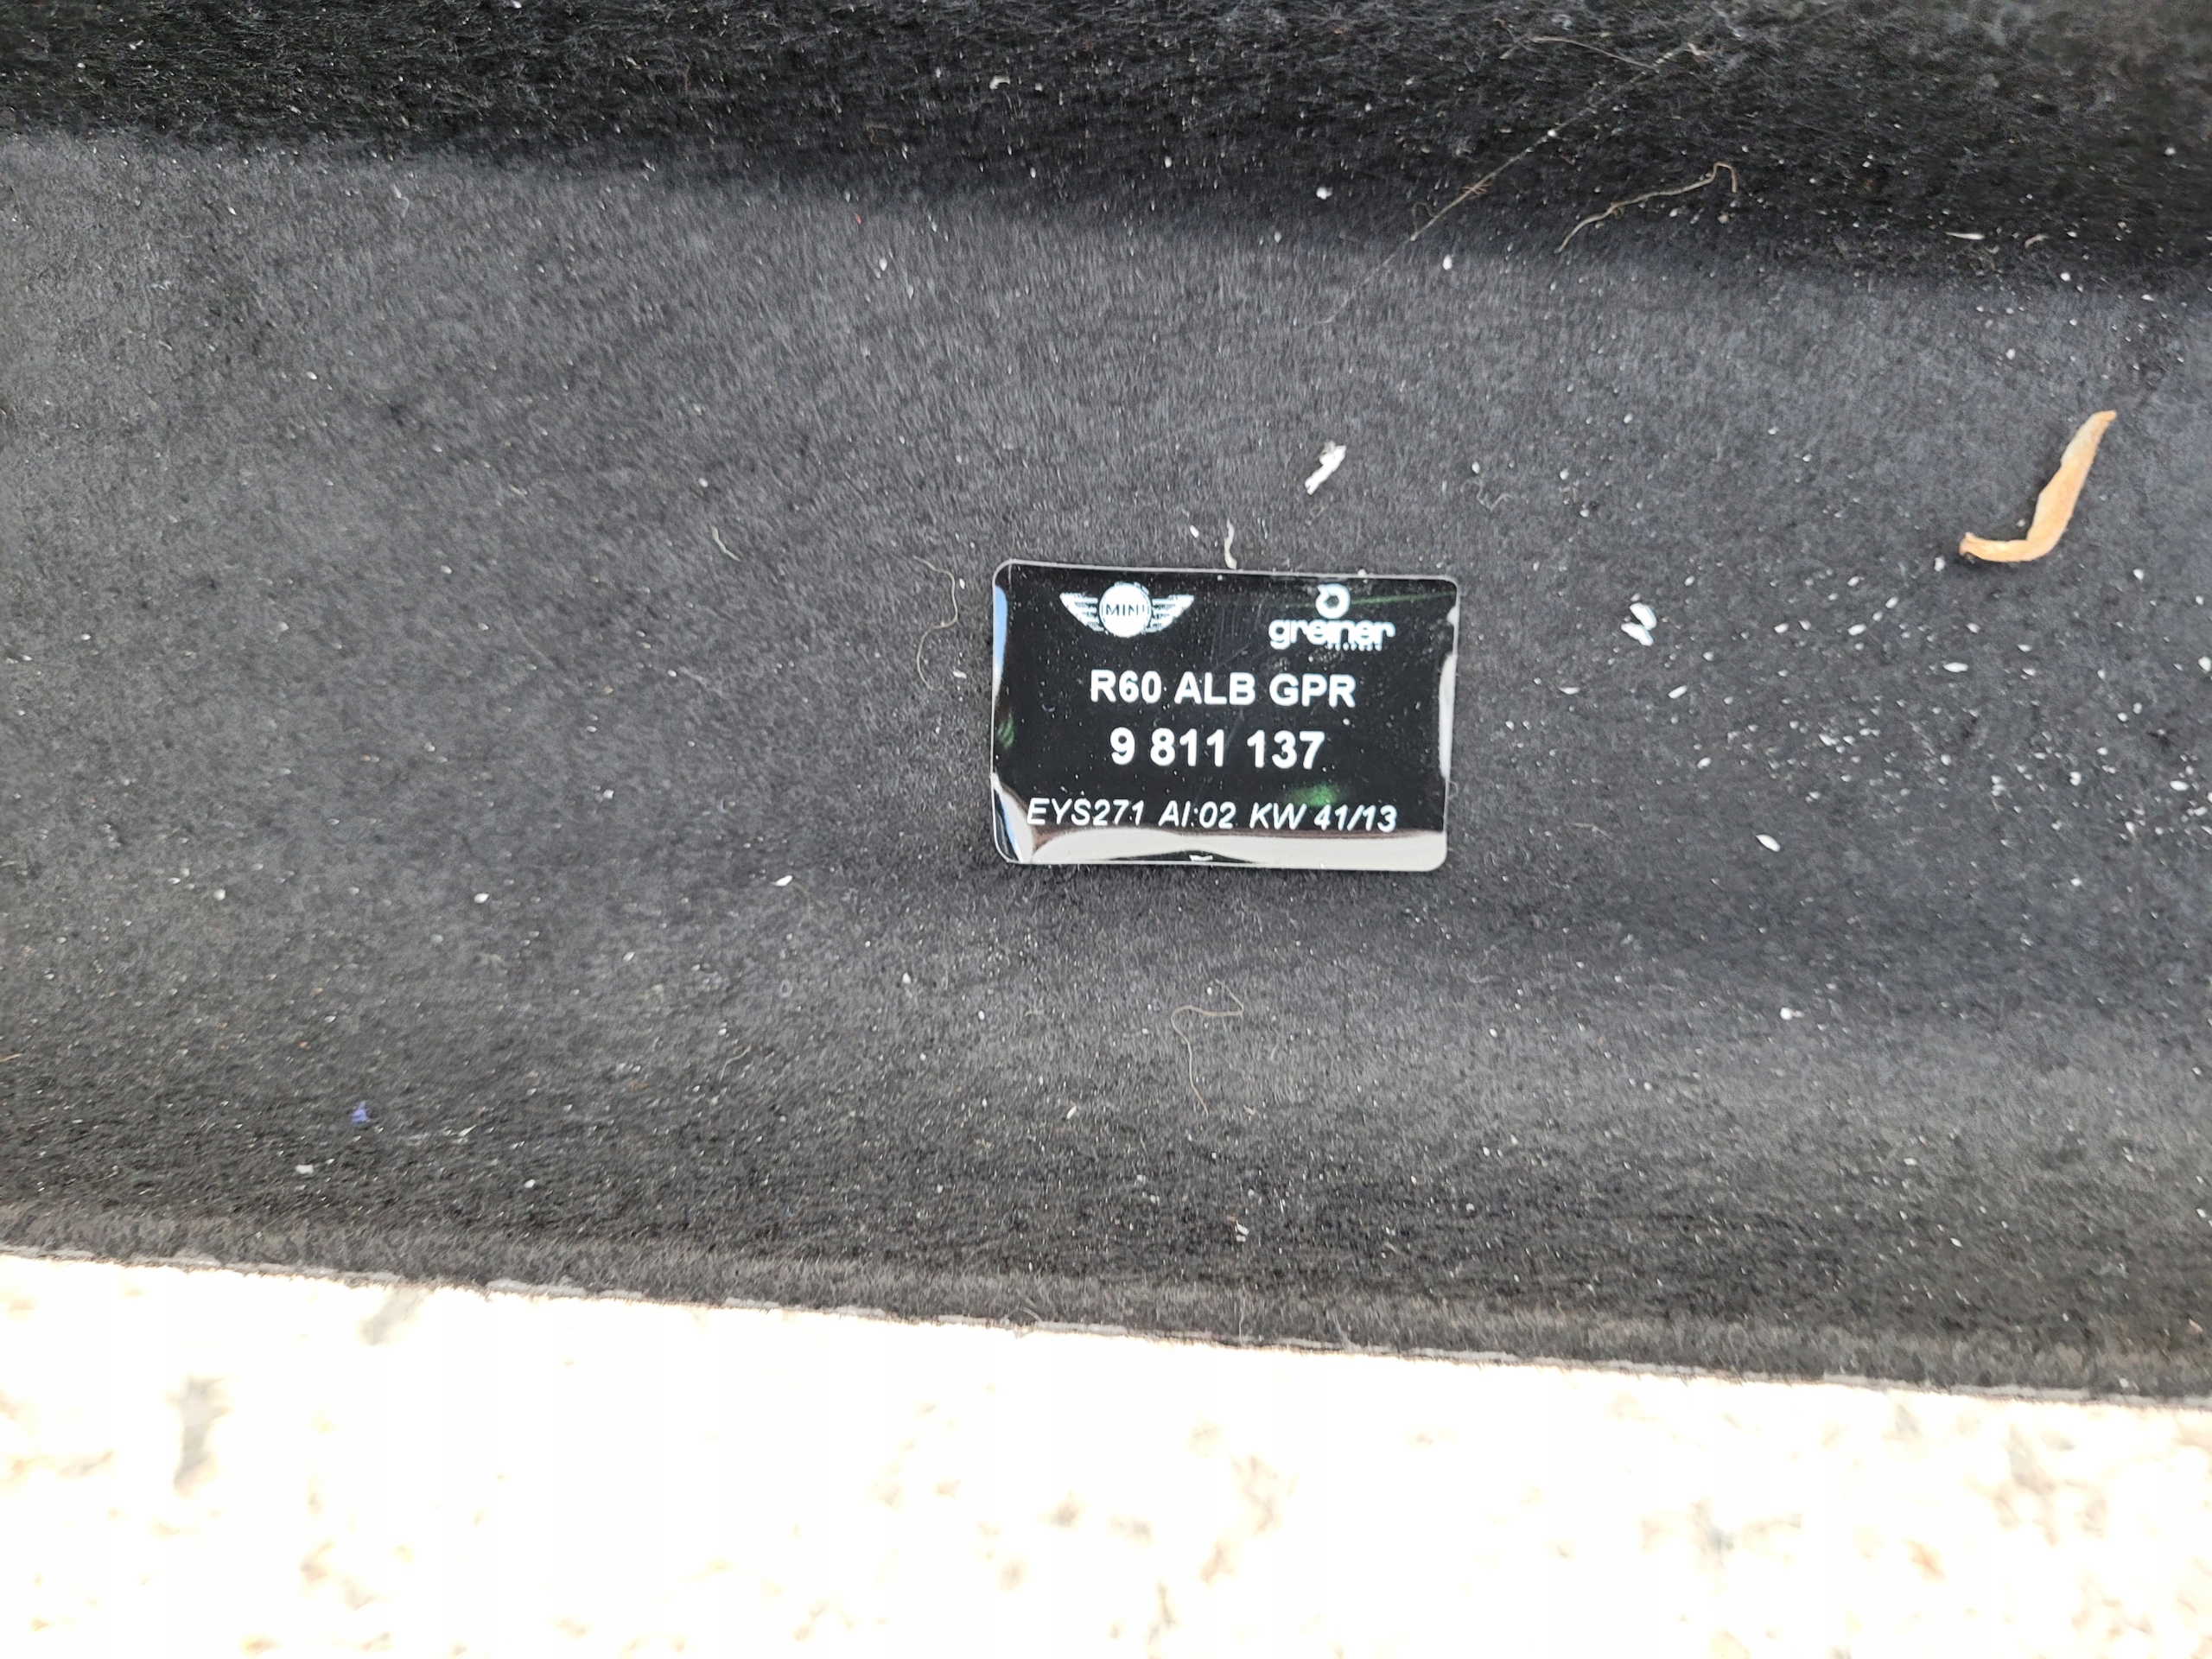 MINI
greiner
R60 ALB GPR
9 811 137
EYS271 AI:02 KW 41/13